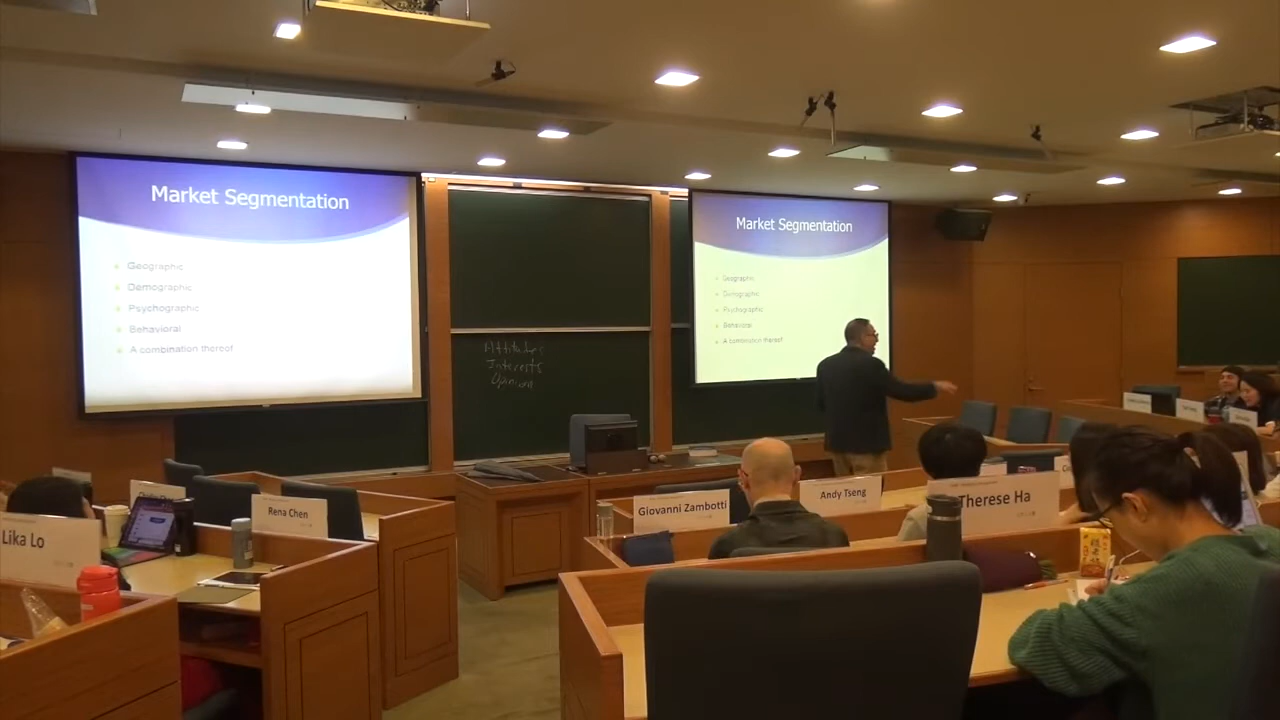 Market Segmentation
Geographic
Demographic
Psychographic
Behavioral
A combination thereof
Market Segmentation
Geographic
Demographic
Psychographic
Behavioral
A combination thereof
Attitudes
Interests
Opinion
Lika Lo
Rena Chen
Giovanni Zambotti
Andy Tseng
Therese Ha